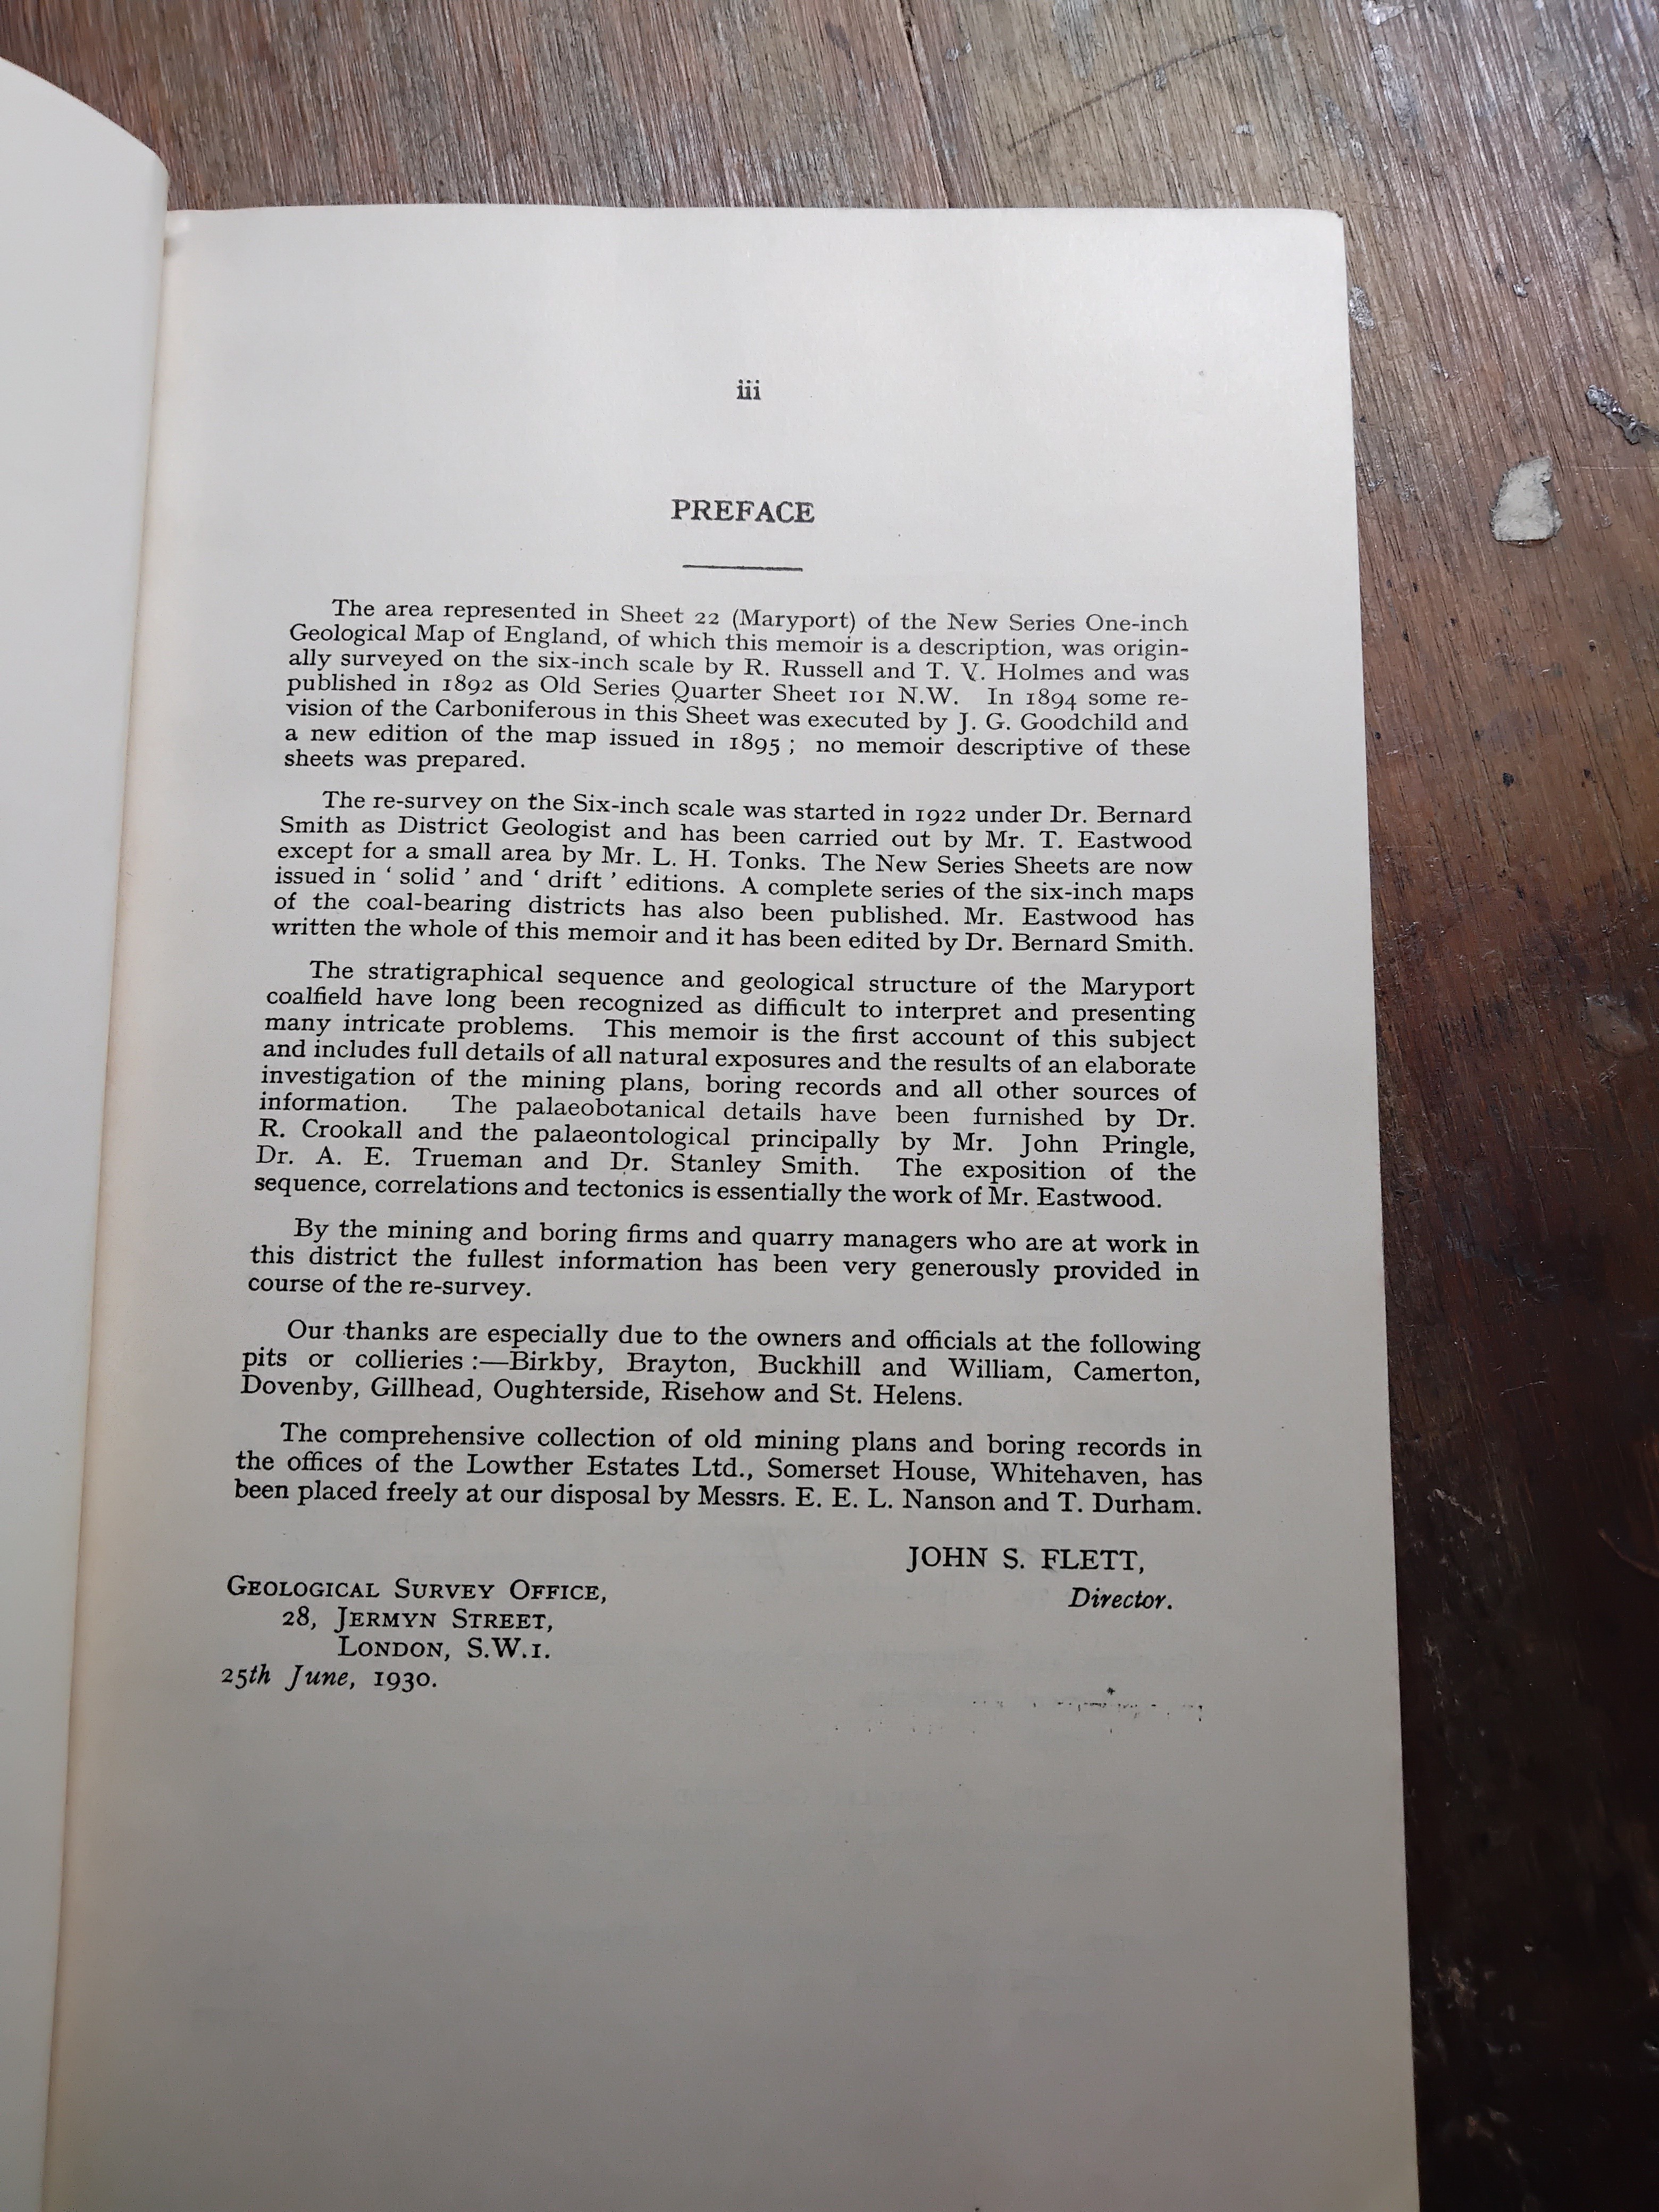 iii
PREFACE
The area represented in Sheet 22 (Maryport) of the New Series One-inch
Geological Map of England, of which this memoir is a description, was origin-
ally surveyed on the six-inch scale by R. Russell and T. V. Holmes and was
published in 1892 as Old Series Quarter Sheet 101 N.W. In 1894 some re-
vision of the Carboniferous in this Sheet was executed by J. G. Goodchild and
a new edition of the map issued in 1895 ; no memoir descriptive of these
sheets was prepared.
The re-survey on the Six-inch scale was started in 1922 under Dr. Bernard
Smith as District Geologist and has been carried out by Mr. T. Eastwood
except for a small area by Mr. L. H. Tonks. The New Series Sheets are now
issued in ‘ solid ’ and ‘ drift ’ editions. A complete series of the six-inch maps
of the coal-bearing districts has also been published. Mr. Eastwood has
written the whole of this memoir and it has been edited by Dr. Bernard Smith.
The stratigraphical sequence and geological structure of the Maryport
coalfield have long been recognized as difficult to interpret and presenting
many intricate problems. This memoir is the first account of this subject
and includes full details of all natural exposures and the results of an elaborate
investigation of the mining plans, boring records and all other sources of
information. The palaeobotanical details have been furnished by Dr.
R. Crookall and the palaeontological principally by Mr. John Pringle,
Dr. A. E. Trueman and Dr. Stanley Smith. The exposition of the
sequence, correlations and tectonics is essentially the work of Mr. Eastwood.
By the mining and boring firms and quarry managers who are at work in
this district the fullest information has been very generously provided in
course of the re-survey.
Our thanks are especially due to the owners and officials at the following
pits or collieries :—Birkby, Brayton, Buckhill and William, Camerton,
Dovenby, Gillhead, Oughterside, Risehow and St. Helens.
The comprehensive collection of old mining plans and boring records in
the offices of the Lowther Estates Ltd., Somerset House, Whitehaven, has
been placed freely at our disposal by Messrs. E. E. L. Nanson and T. Durham.
JOHN S. FLETT,
Director.
GEOLOGICAL SURVEY OFFICE,
28, JERMYN STREET,
LONDON, S.W.1.
25th June, 1930.